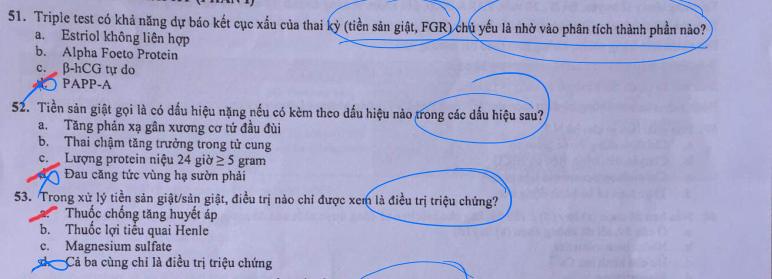 51. Triple test có khả năng dự báo kết cục xấu của thai kỳ (tiền sản giật, FGR) chủ yếu là nhờ vào phân tích thành phần nào?
a. Estriol không liên hợp
b. Alpha Foeto Protein
c. β-hCG tự do
d. PAPP-A
52. Tiền sản giật gọi là có dấu hiệu nặng nếu có kèm theo dấu hiệu nào trong các dấu hiệu sau?
a. Tăng phản xạ gân xương cơ tứ đầu đùi
b. Thai chậm tăng trưởng trong tử cung
c. Lượng protein niệu 24 giờ ≥ 5 gram
d. Đau căng tức vùng hạ sườn phải
53. Trong xử lý tiền sản giật/sản giật, điều trị nào chỉ được xem là điều trị triệu chứng?
a. Thuốc chống tăng huyết áp
b. Thuốc lợi tiểu quai Henle
c. Magnesium sulfate
d. Cả ba cùng chỉ là điều trị triệu chứng